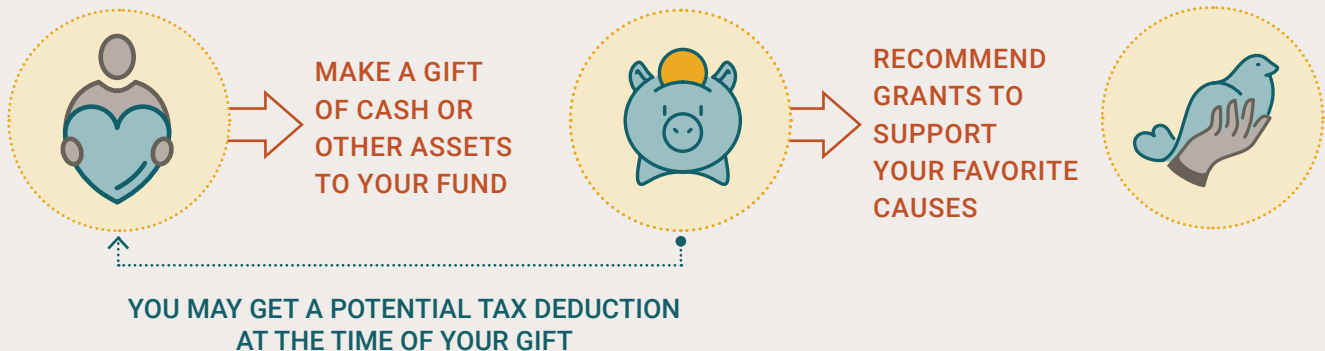 MAKE A GIFT
OF CASH OR
OTHER ASSETS
TO YOUR FUND
RECOMMEND
GRANTS TO
SUPPORT
YOUR FAVORITE
CAUSES
YOU MAY GET A POTENTIAL TAX DEDUCTION
AT THE TIME OF YOUR GIFT